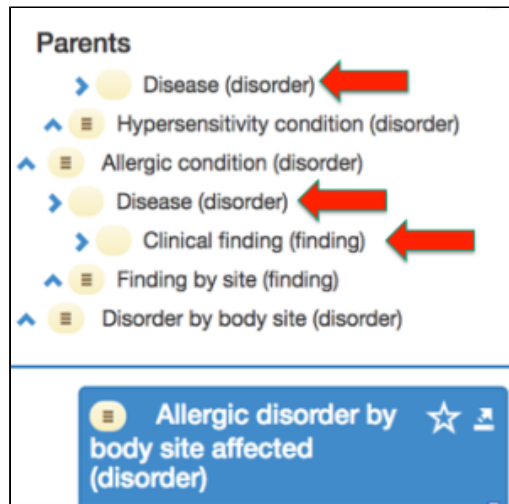 Parents
Disease (disorder)
Hypersensitivity condition (disorder)
Allergic condition (disorder)
Disease (disorder)
Clinical finding (finding)
Finding by site (finding)
Disorder by body site (disorder)
Allergic disorder by
body site affected
(disorder)